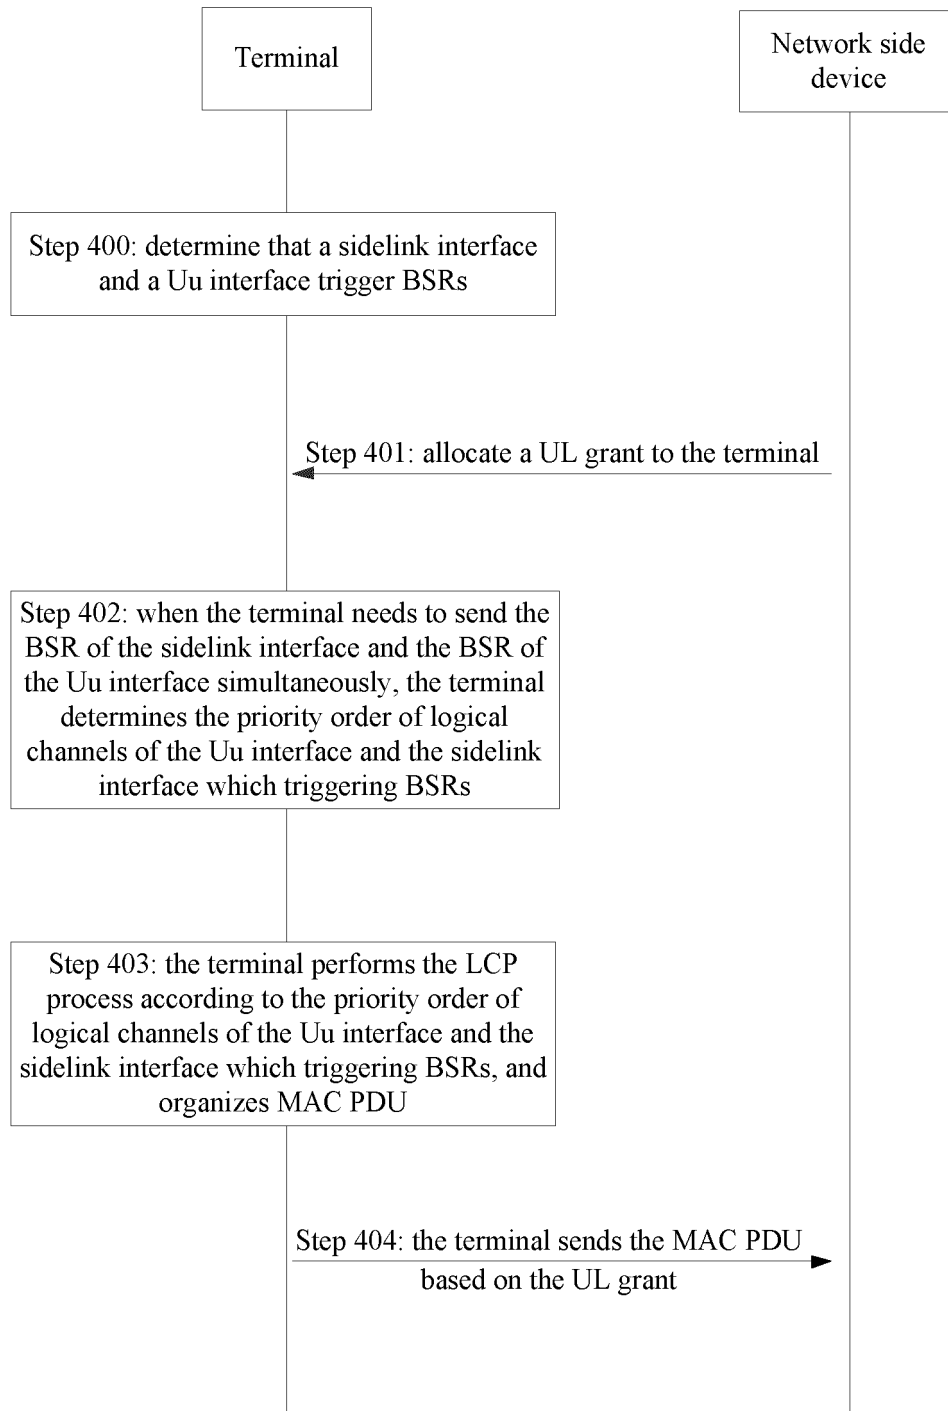 Terminal
Network side
device
Step 400: determine that a sidelink interface
and a Uu interface trigger BSRs
Step 401: allocate a UL grant to the terminal
Step 402: when the terminal needs to send the
BSR of the sidelink interface and the BSR of
the Uu interface simultaneously, the terminal
determines the priority order of logical
channels of the Uu interface and the sidelink
interface which triggering BSRs
Step 403: the terminal performs the LCP
process according to the priority order of
logical channels of the Uu interface and the
sidelink interface which triggering BSRs, and
organizes MAC PDU
Step 404: the terminal sends the MAC PDU
based on the UL grant